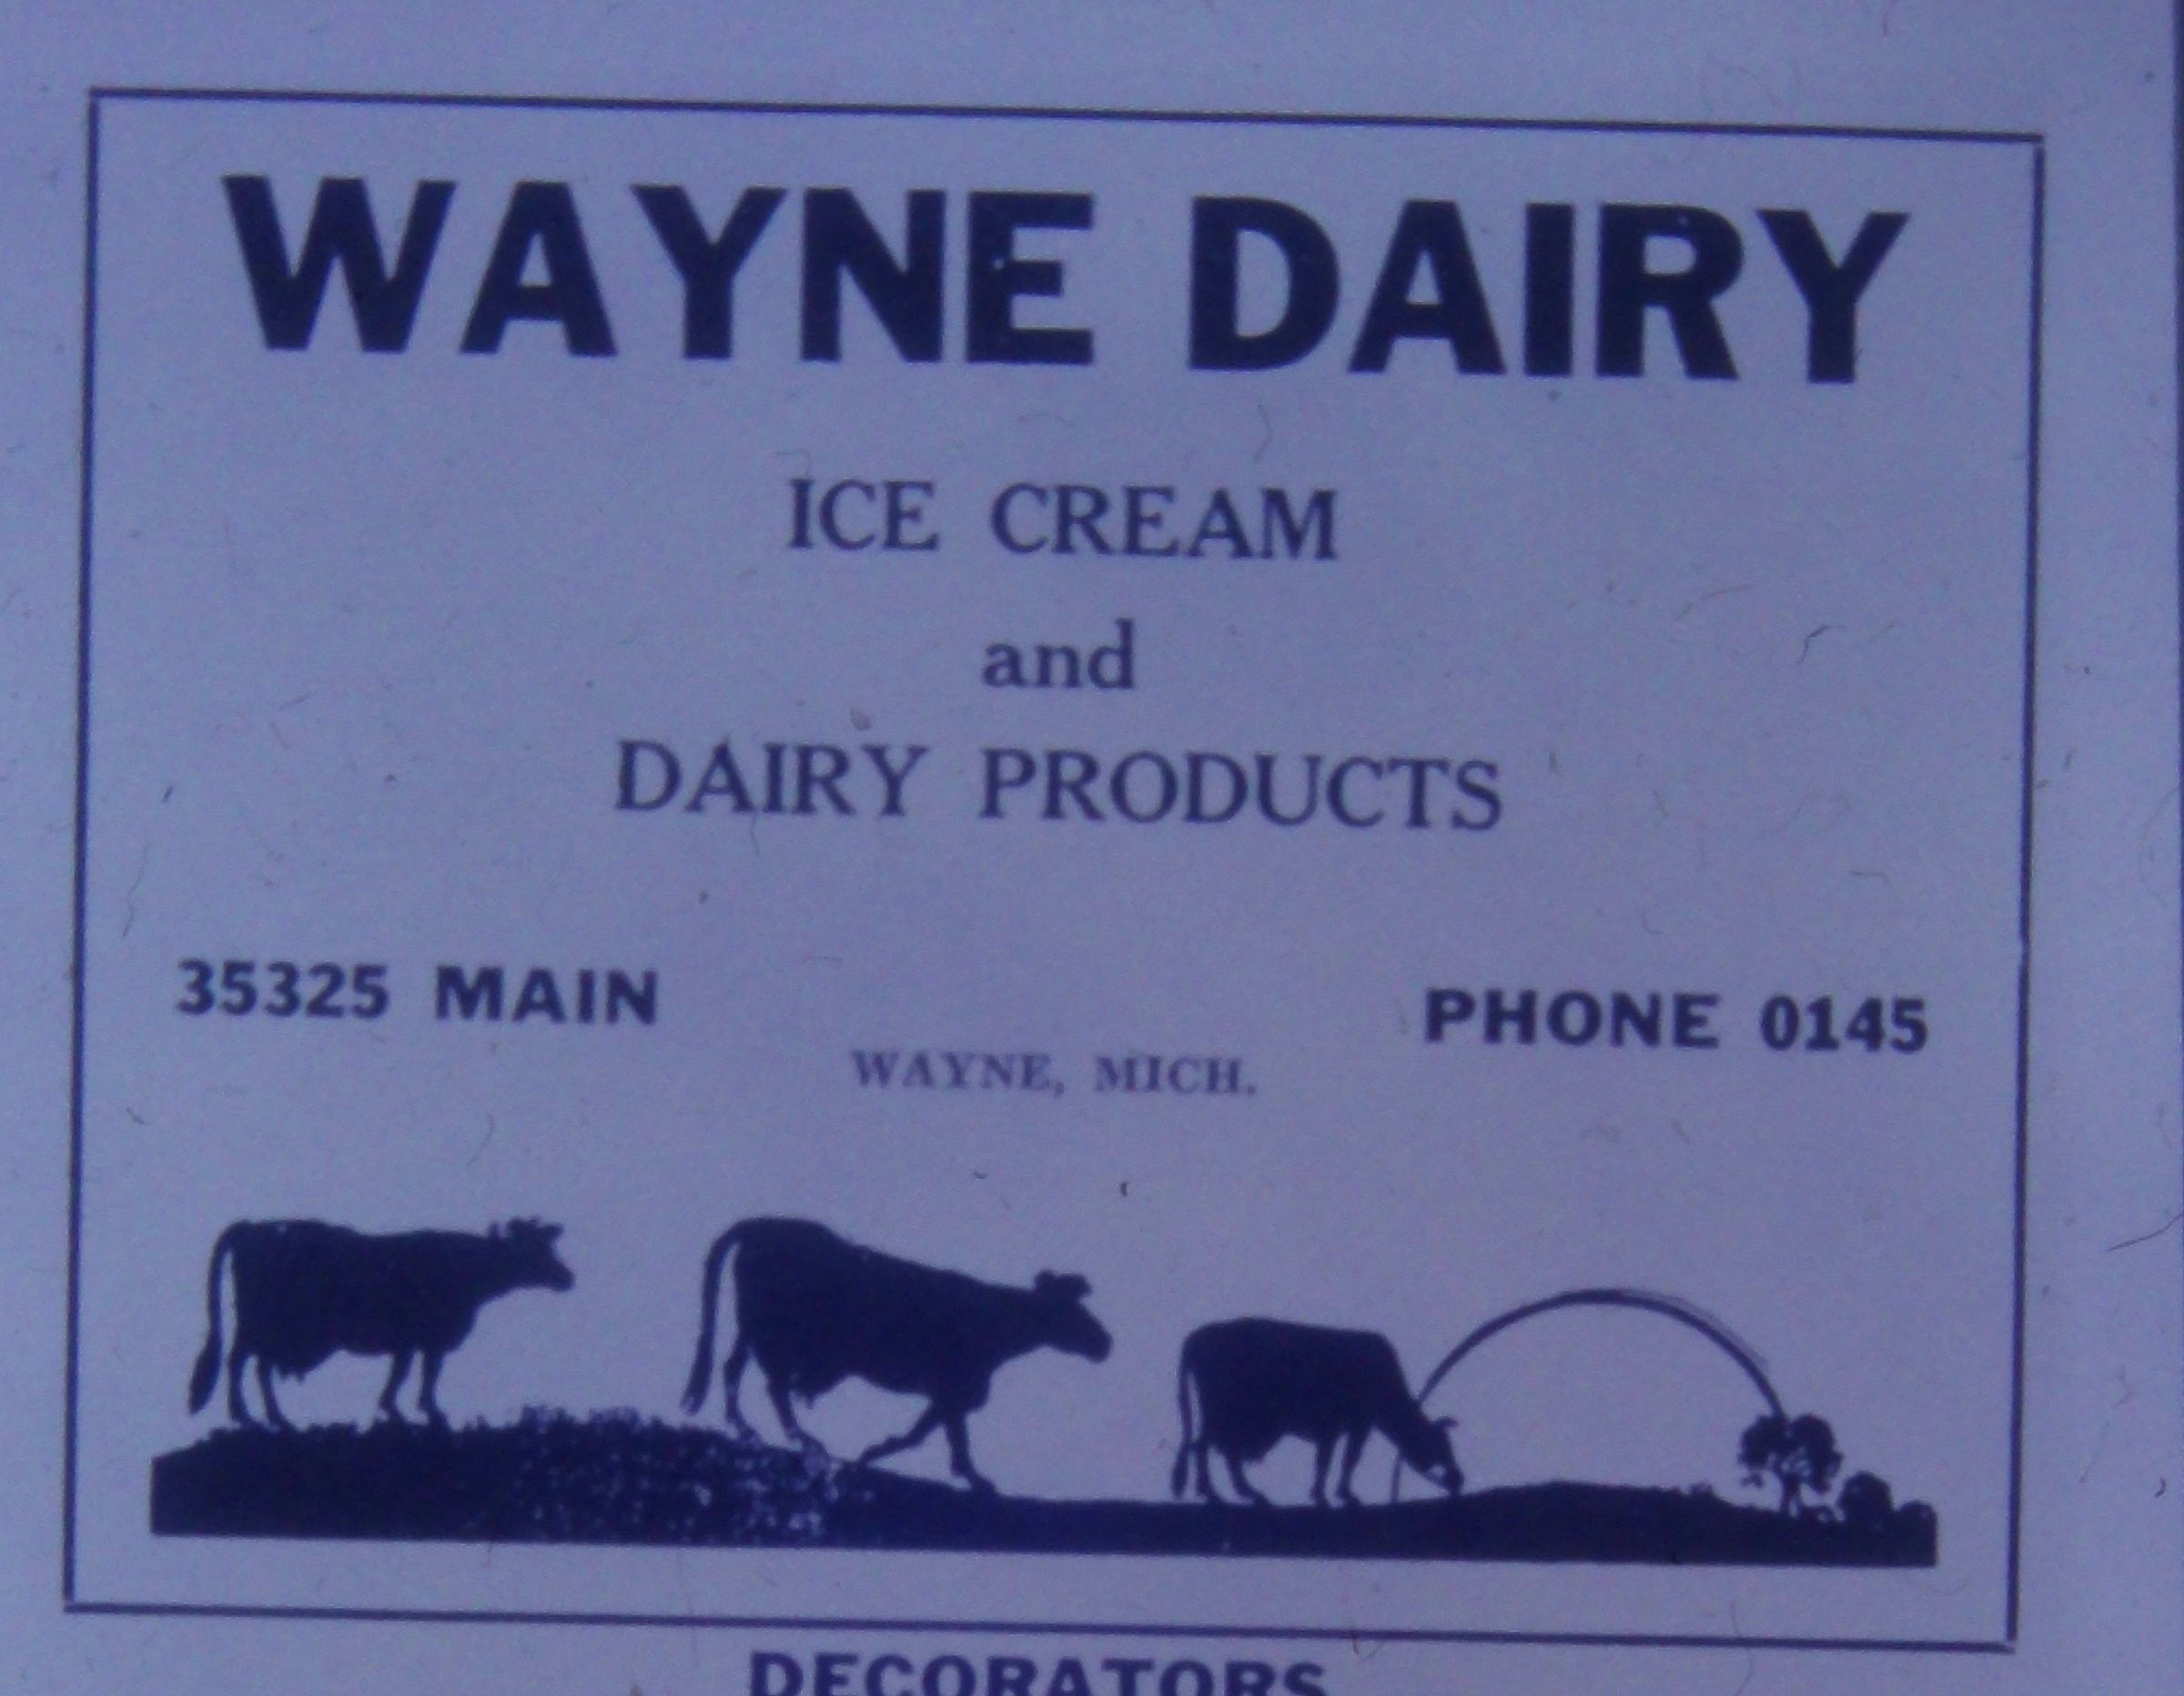 WAYNE DAIRY
ICE CREAM
and
DAIRY PRODUCTS
35325 MAIN PHONE 0145
WAYNE, MICH.
DECORATORS